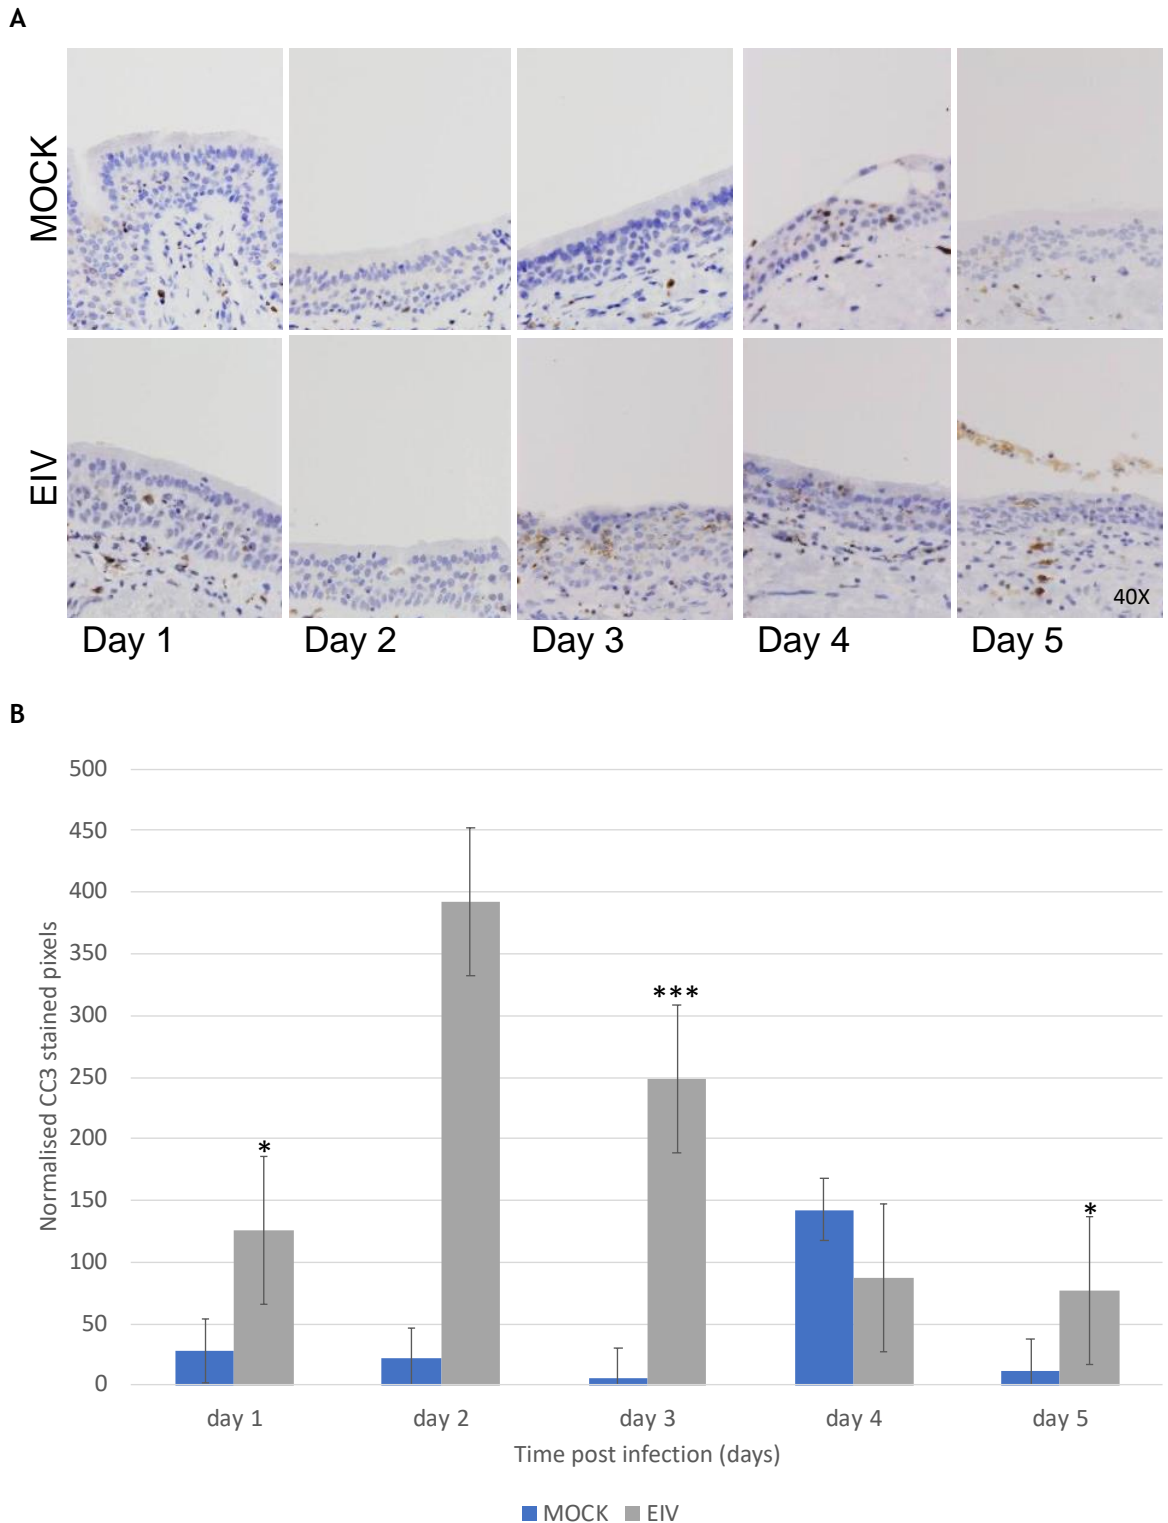 A
MOCK
EIV
40X
Day 1 Day 2 Day 3 Day 4 Day 5
B
500
450
400
350
300
250
200
150
100
50
0
Normalised CC3 stained pixels
*
***
*
day 1 day 2 day 3 day 4 day 5
Time post infection (days)
MOCK EIV